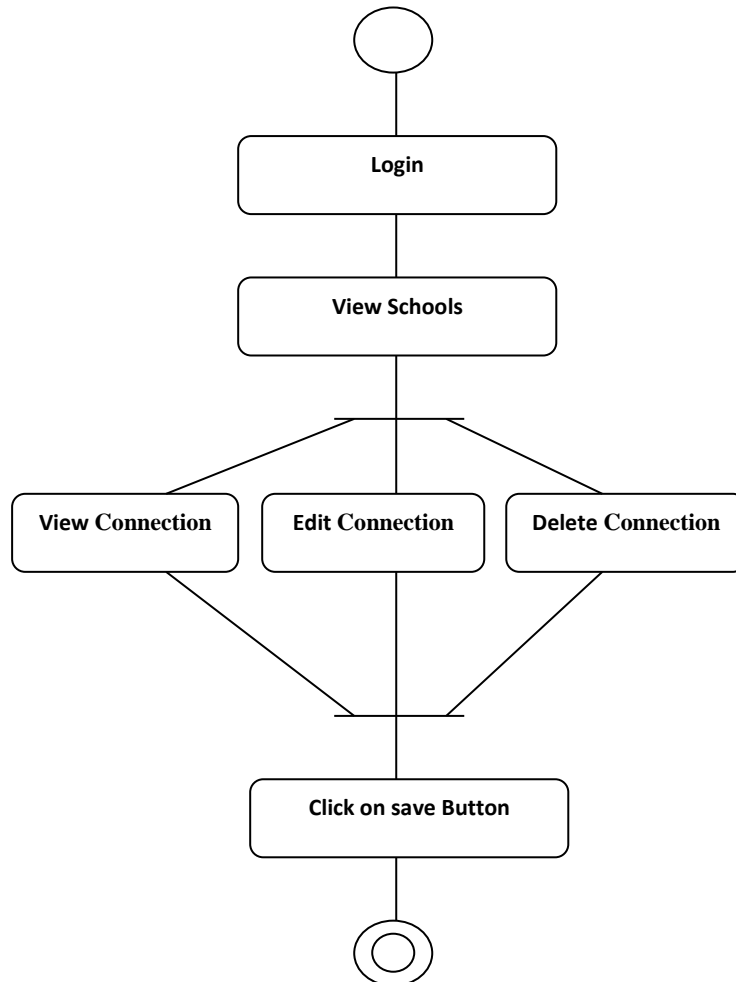 Login
View Schools
View Connection
Edit Connection
Delete Connection
Click on save Button